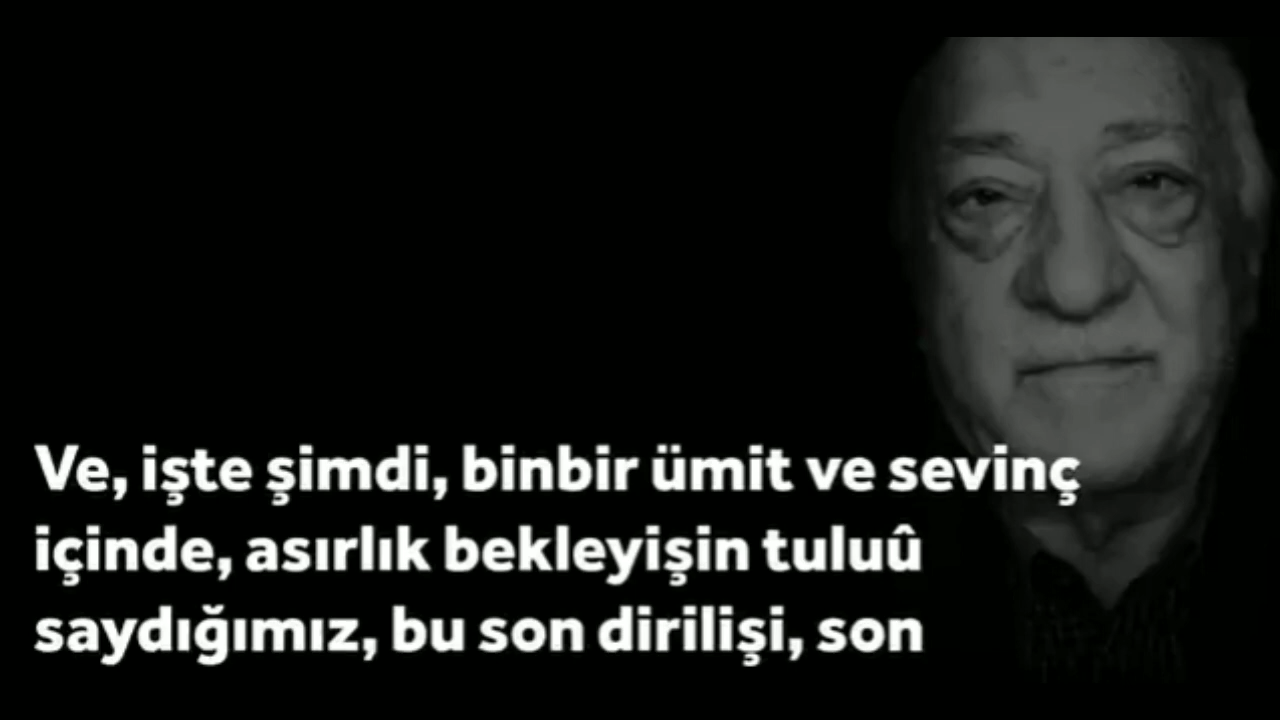 Ve, işte şimdi, binbir ümit ve sevinç
içinde, asırlık bekleyişin tuluû
saydığımız, bu son dirilişi, son